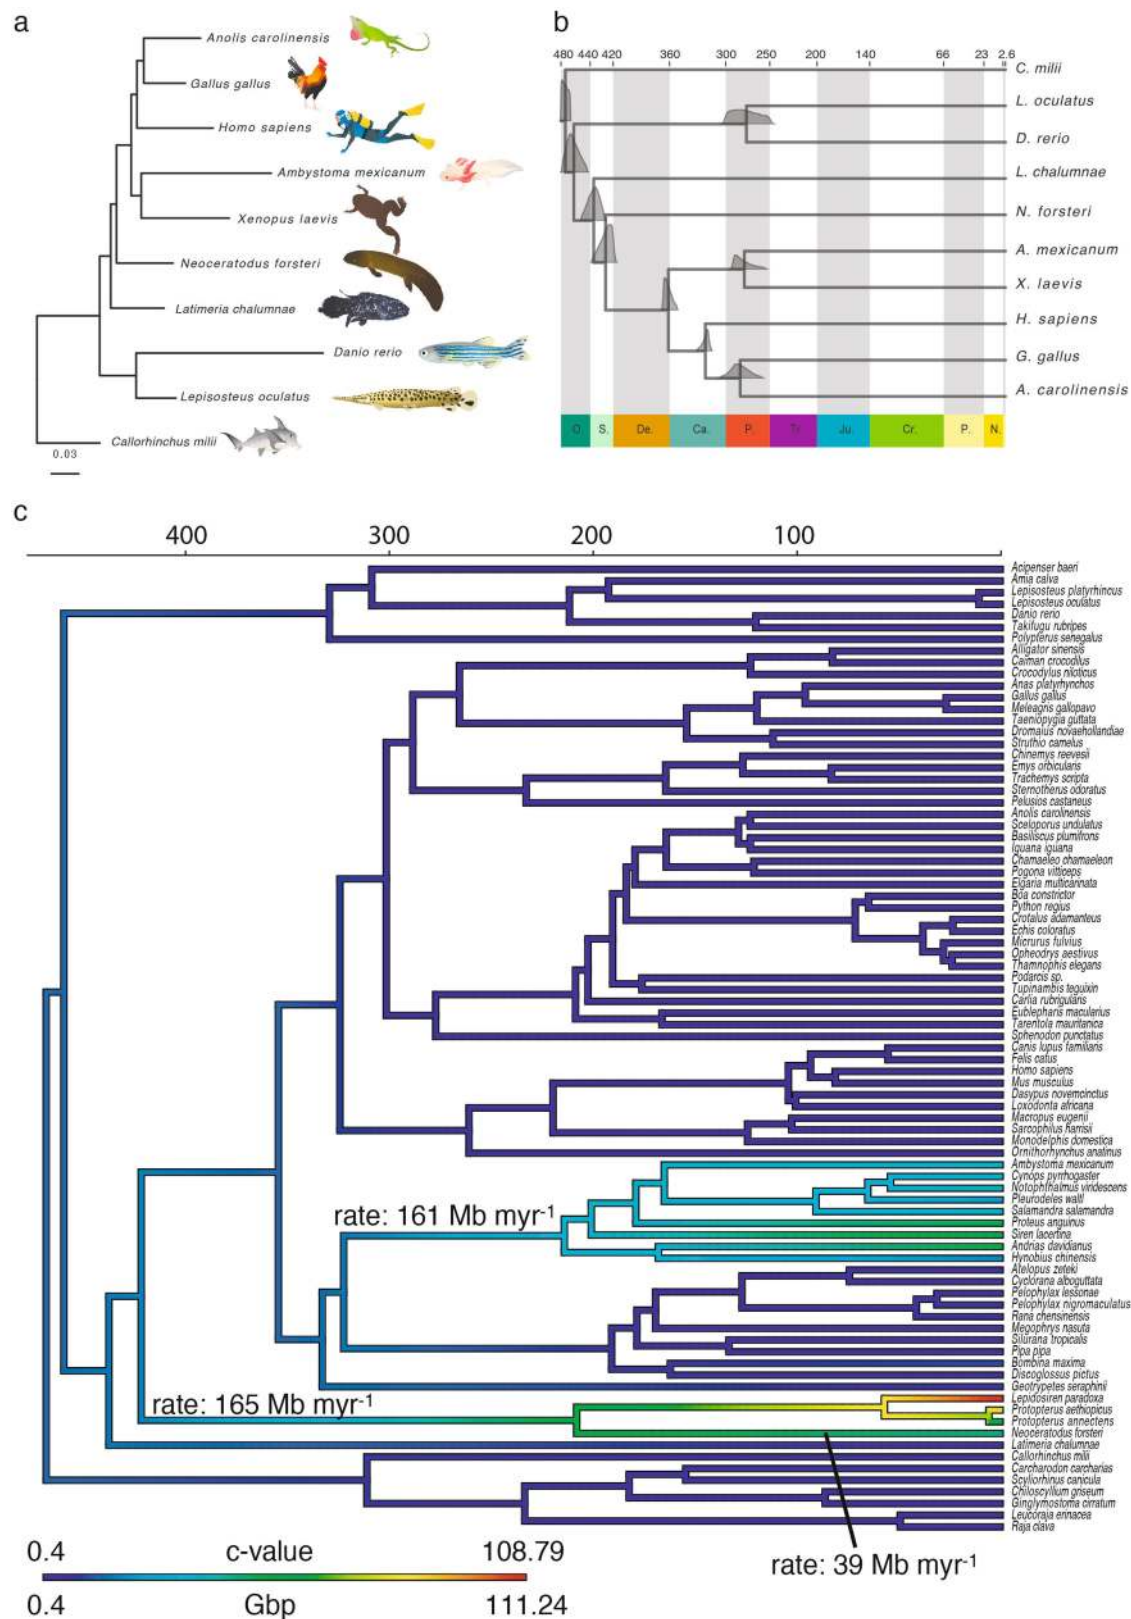 a
Anolis carolinensis
Gallus gallus
Homo sapiens
Ambystoma mexicanum
Xenopus laevis
Neoceratodus forsteri
Latimeria chalumnae
Danio rerio
Lepisosteus oculatus
Callorhinchus milii
0.03
b
480 440 420 360 300 250 200 140 66 23 2.6
C. milii
L. oculatus
D. rerio
L. chalumnae
N. forsteri
A. mexicanum
X. laevis
H. sapiens
G. gallus
A. carolinensis
O. S. De. Ca. P. Tr. Ju. Cr. P. N.
c
400 300 200 100
Acipenser baeri
Amia calva
Lepisosteus platyrhincus
Lepisosteus oculatus
Danio rerio
Takifugu rubripes
Polypterus senegalus
Alligator sinensis
Caiman crocodilus
Crocodylus niloticus
Anas platyrhynchos
Gallus gallus
Meleagris gallopavo
Taeniopygia guttata
Dromaius novaehollandiae
Struthio camelus
Chinemys reevesii
Emys orbicularis
Trachemys scripta
Sternotherus odoratus
Pelusios castaneus
Anolis carolinensis
Sceloporus undulatus
Basiliscus plumifrons
Iguana iguana
Chamaeleo chamaeleon
Pogona vitticeps
Elgaria multicarinata
Boa constrictor
Python regius
Crotalus adamanteus
Echis coloratus
Micrurus fulvius
Opheodrys aestivus
Thamnophis elegans
Podarcis sp.
Tupinambis teguixin
Carlia rubrigularis
Eublepharis macularius
Tarentola mauritanica
Sphenodon punctatus
Canis lupus familiaris
Felis catus
Homo sapiens
Mus musculus
Dasypus novemcinctus
Loxodonta africana
Macropus eugenii
Sarcophilus harrisii
Monodelphis domestica
Ornithorhynchus anatinus
Ambystoma mexicanum
Cynops pyrrhogaster
Notophthalmus viridescens
Pleurodeles waltl
Salamandra salamandra
rate: 161 Mb myr⁻¹
Proteus anguinus
Siren lacertina
Andrias davidianus
Hynobius chinensis
Atelopus zeteki
Cyclorana alboguttata
Pelophylax lessonae
Pelophylax nigromaculatus
Rana chensinensis
Megophrys nasuta
Silurana tropicalis
Pipa pipa
Bombina maxima
Discoglossus pictus
Geotrypetes seraphinii
rate: 165 Mb myr⁻¹
Lepidosiren paradoxa
Protopterus aethiopicus
Protopterus annectens
Neoceratodus forsteri
Latimeria chalumnae
Callorhinchus milii
Carcharodon carcharias
Scyliorhinus canicula
Chiloscyllium griseum
Ginglymostoma cirratum
Leucoraja erinacea
Raja clava
0.4 c-value 108.79
rate: 39 Mb myr⁻¹
0.4 Gbp 111.24